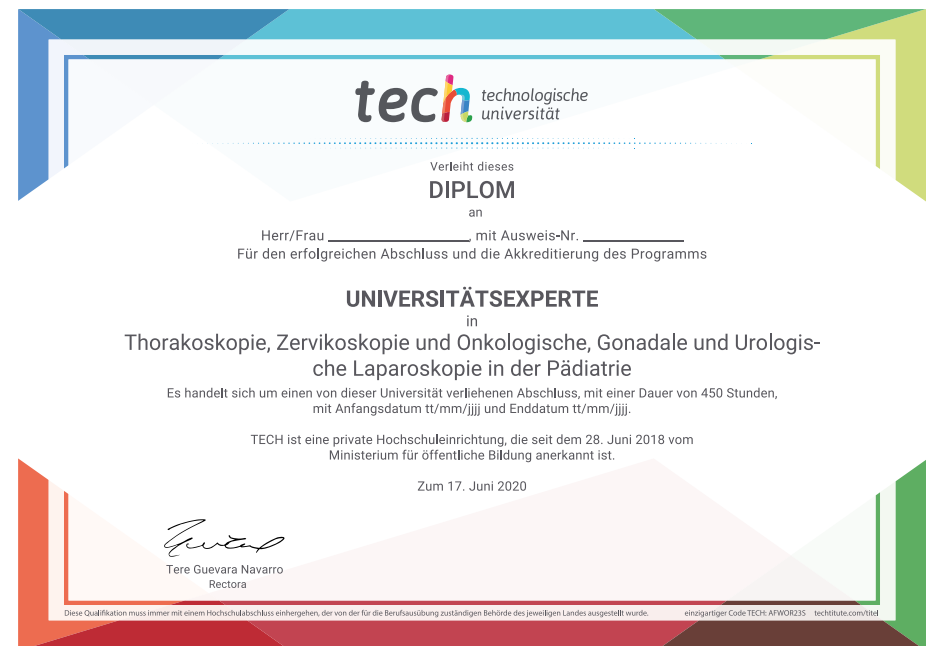 tech technologische
universität
Verleiht dieses
DIPLOM
an
Herr/Frau ____________________, mit Ausweis-Nr. ______________
Für den erfolgreichen Abschluss und die Akkreditierung des Programms
UNIVERSITÄTSEXPERTE
in
Thorakoskopie, Zervikoskopie und Onkologische, Gonadale und Urologis-
che Laparoskopie in der Pädiatrie
Es handelt sich um einen von dieser Universität verliehenen Abschluss, mit einer Dauer von 450 Stunden,
mit Anfangsdatum tt/mm/jjjj und Enddatum tt/mm/jjjj.
TECH ist eine private Hochschuleinrichtung, die seit dem 28. Juni 2018 vom
Ministerium für öffentliche Bildung anerkannt ist.
Zum 17. Juni 2020
Tere Guevara Navarro
Rectora
Diese Qualifikation muss immer mit einem Hochschulabschluss einhergehen, der von der für die Berufsausübung zuständigen Behörde des jeweiligen Landes ausgestellt wurde. einzigartiger Code TECH: AFWOR23S techtitute.com/titel